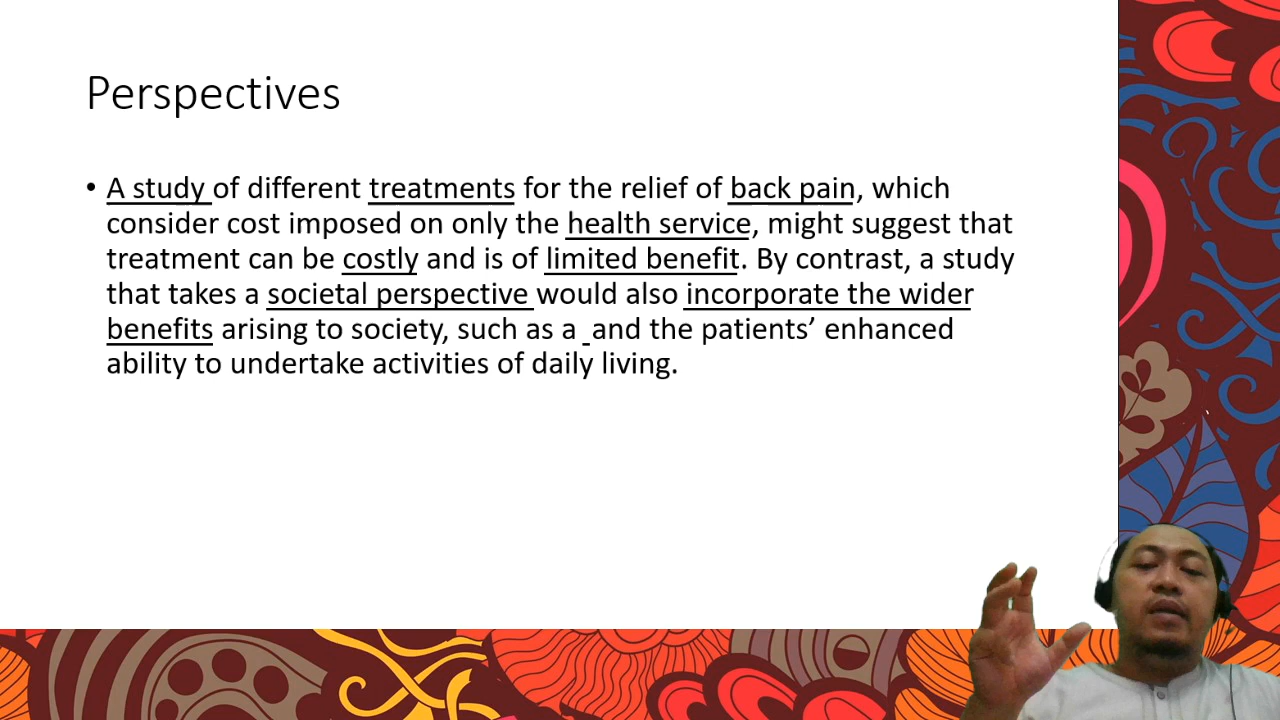 Perspectives
• A study of different treatments for the relief of back pain, which
consider cost imposed on only the health service, might suggest that
treatment can be costly and is of limited benefit. By contrast, a study
that takes a societal perspective would also incorporate the wider
benefits arising to society, such as a _and the patients’ enhanced
ability to undertake activities of daily living.